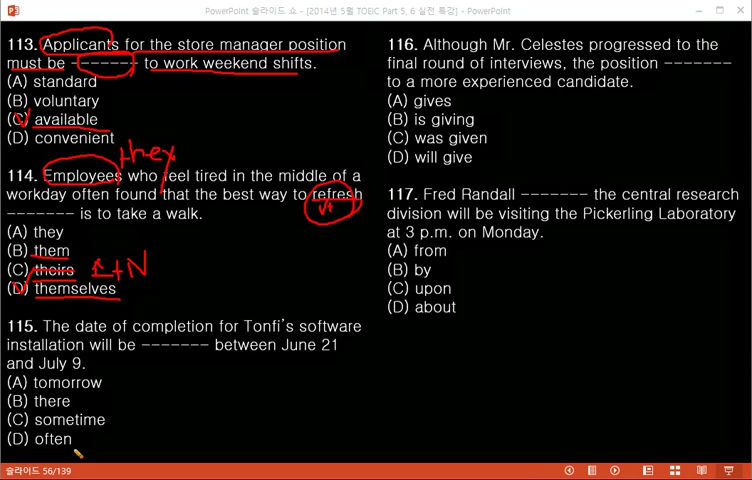 PowerPoint 슬라이드 쇼 - [2014년 5월 TOEIC Part 5, 6 실전 특강] - PowerPoint
113. Applicants for the store manager position
must be ------- to work weekend shifts.
(A) standard
(B) voluntary
(C) available
(D) convenient
they
114. Employees who feel tired in the middle of a
workday often found that the best way to refresh
vt
------- is to take a walk.
(A) they
(B) them
(C) theirs
+N
(D) themselves
115. The date of completion for Tonfi's software
installation will be ------- between June 21
and July 9.
(A) tomorrow
(B) there
(C) sometime
(D) often
116. Although Mr. Celestes progressed to the
final round of interviews, the position -------
to a more experienced candidate.
(A) gives
(B) is giving
(C) was given
(D) will give
117. Fred Randall ------- the central research
division will be visiting the Pickerling Laboratory
at 3 p.m. on Monday.
(A) from
(B) by
(C) upon
(D) about
슬라이드 56/139